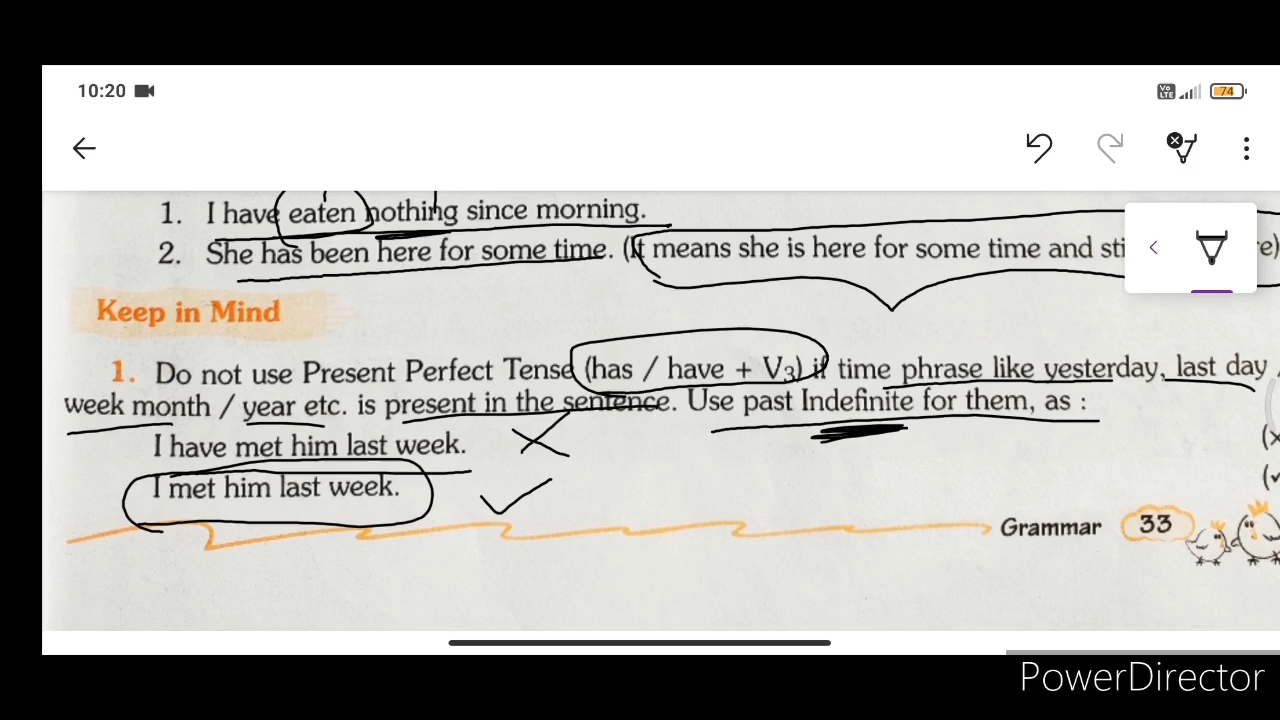 10:20
Vo LTE
74
1. I have eaten nothing since morning.
2. She has been here for some time. (It means she is here for some time and sti e)
Keep in Mind
1. Do not use Present Perfect Tense (has / have + V3) if time phrase like yesterday, last day /
week month / year etc. is present in the sentence. Use past Indefinite for them, as :
I have met him last week. (x
I met him last week. (✓
Grammar 33
PowerDirector